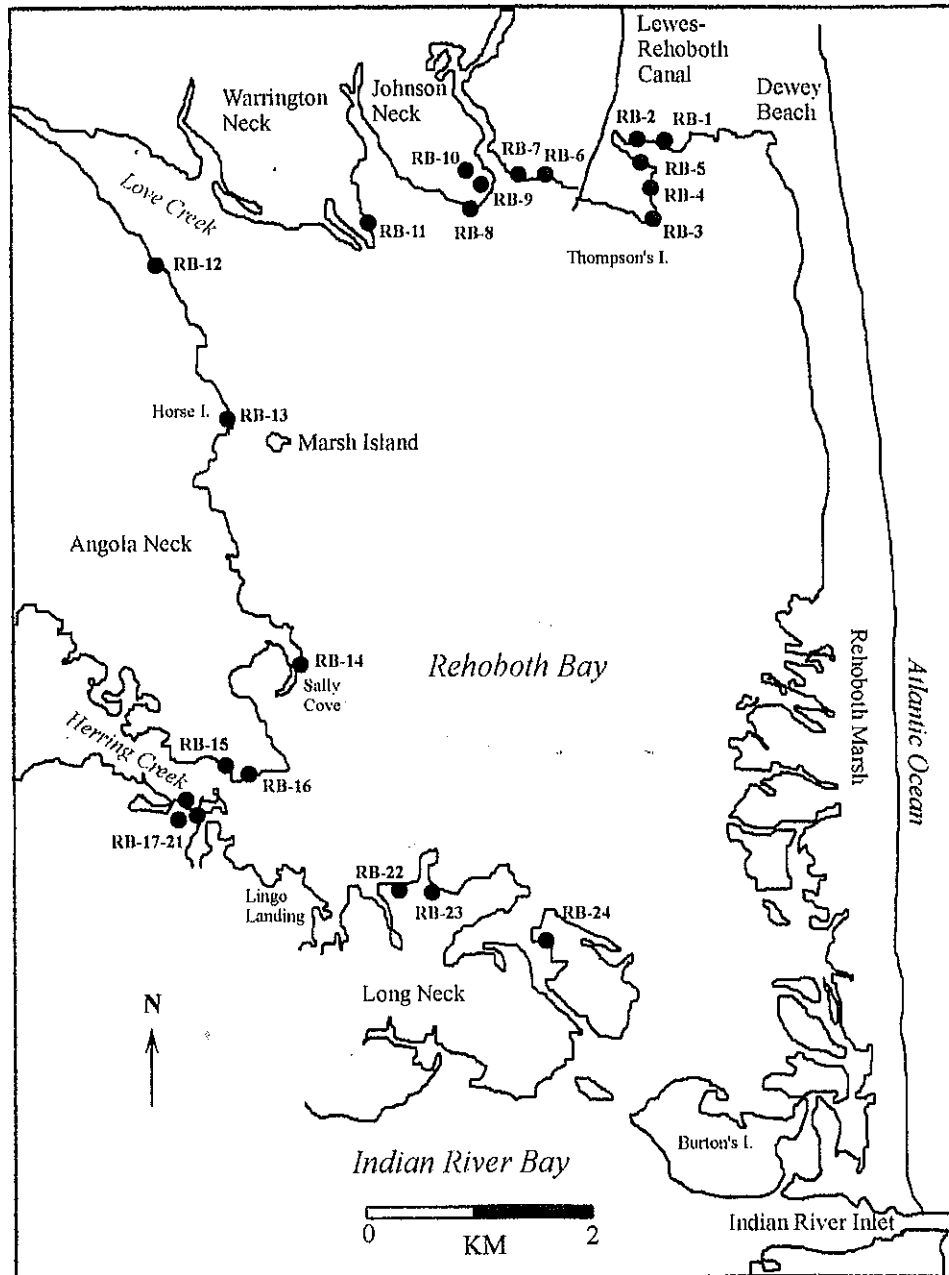 Lewes-
Rehoboth
Canal
Dewey
Beach
Warrington
Neck
Johnson
Neck
RB-2
RB-1
RB-7
RB-6
RB-10
RB-5
RB-4
RB-9
RB-3
RB-8
RB-11
Love Creek
Thompson's I.
RB-12
Horse I.
RB-13
Marsh Island
Angola Neck
RB-14
Sally
Cove
Rehoboth Bay
Rehoboth Marsh
Atlantic Ocean
Herring Creek
RB-15
RB-16
RB-17-21
RB-22
RB-23
Lingo
Landing
RB-24
N
Long Neck
Burton's I.
Indian River Bay
Indian River Inlet
0
2
KM